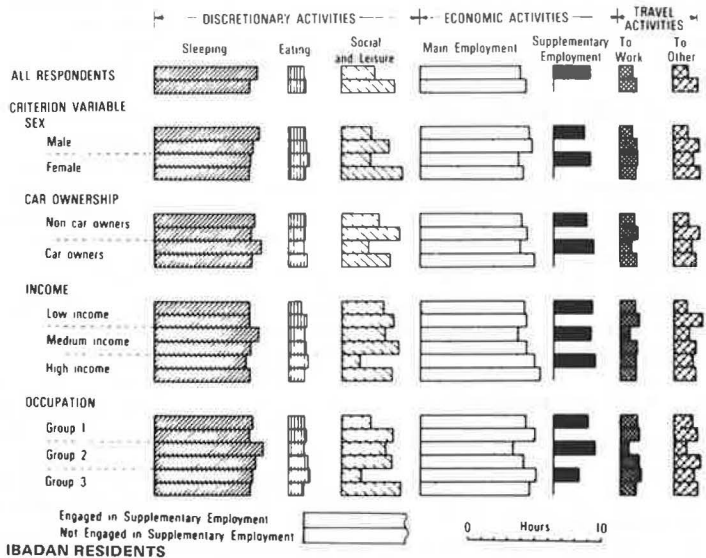 DISCRETIONARY ACTIVITIES
ECONOMIC ACTIVITIES
TRAVEL ACTIVITIES
Sleeping
Eating
Social and Leisure
Main Employment
Supplementary Employment
To Work
To Other
ALL RESPONDENTS
CRITERION VARIABLE
SEX
Male
Female
CAR OWNERSHIP
Non car owners
Car owners
INCOME
Low income
Medium income
High income
OCCUPATION
Group 1
Group 2
Group 3
Engaged in Supplementary Employment
Not Engaged in Supplementary Employment
0 Hours 10
IBADAN RESIDENTS